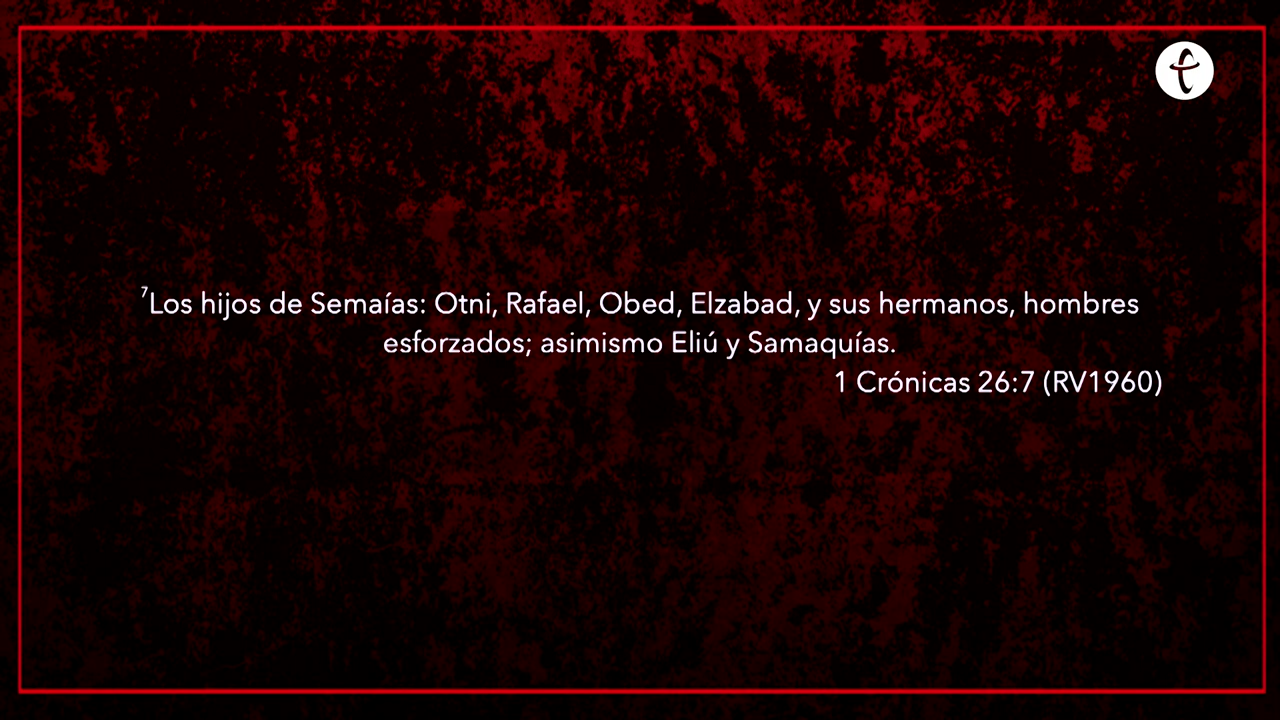 ⁷Los hijos de Semaías: Otni, Rafael, Obed, Elzabad, y sus hermanos, hombres
esforzados; asimismo Eliú y Samaquías.
1 Crónicas 26:7 (RV1960)